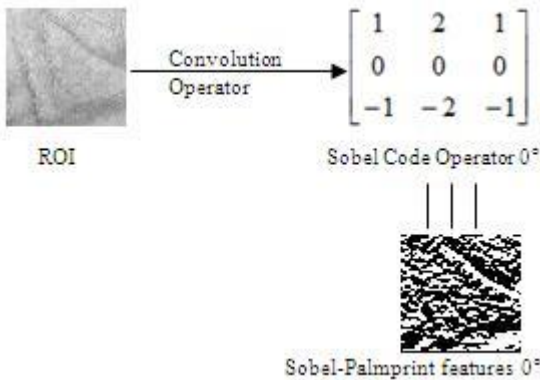 Convolution
Operator
1 2 1
0 0 0
-1 -2 -1
ROI
Sobel Code Operator 0°
Sobel-Palmprint features 0°